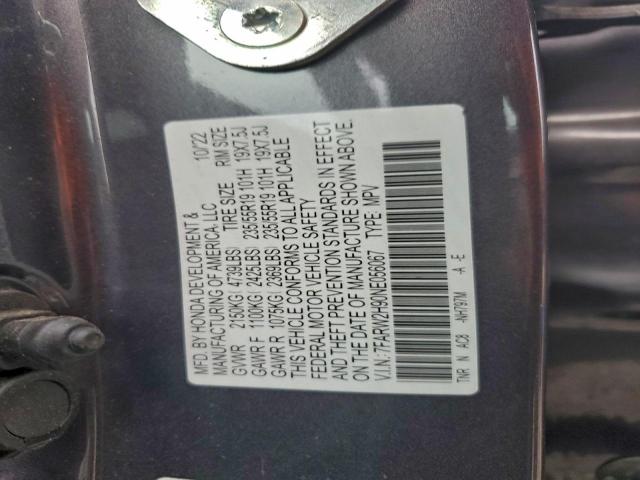 MFD. BY HONDA DEVELOPMENT &
MANUFACTURING OF AMERICA, LLC 10/22
GVWR 2150KG( 4739LBS) TIRE SIZE RIM SIZE
GAWR F 1100KG( 2425LBS) 235/55R19 101H 19X7.5J
GAWR R 1075KG( 2369LBS) 235/55R19 101H 19X7.5J
THIS VEHICLE CONFORMS TO ALL APPLICABLE
FEDERAL MOTOR VEHICLE SAFETY
AND THEFT PREVENTION STANDARDS IN EFFECT
ON THE DATE OF MANUFACTURE SHOWN ABOVE.
V.I.N.: 7FARW2H90NE056067 TYPE: MPV
TNR N AC8 -NH797M -A -E